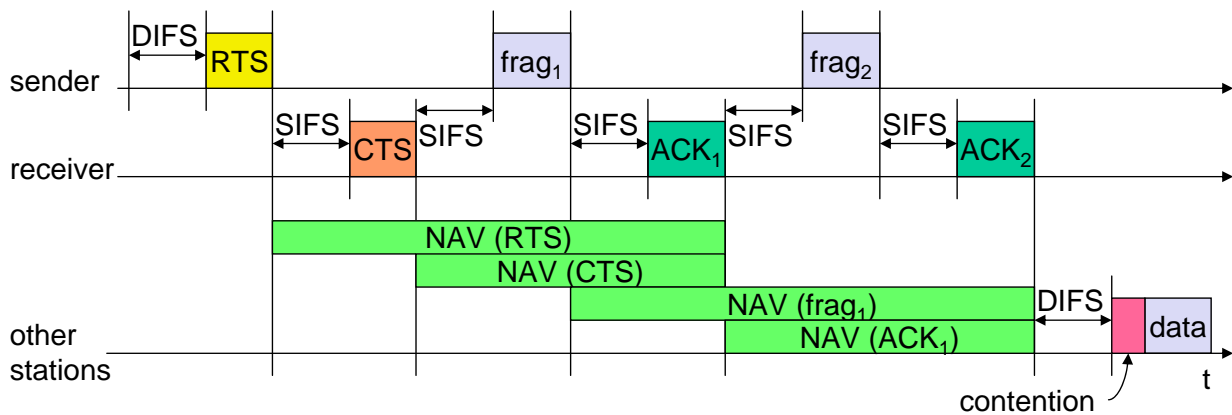 DIFS
RTS
frag₁
frag₂
sender
SIFS
SIFS
SIFS
SIFS
SIFS
CTS
ACK₁
ACK₂
receiver
NAV (RTS)
NAV (CTS)
NAV (frag₁)
DIFS
NAV (ACK₁)
data
other
stations
t
contention